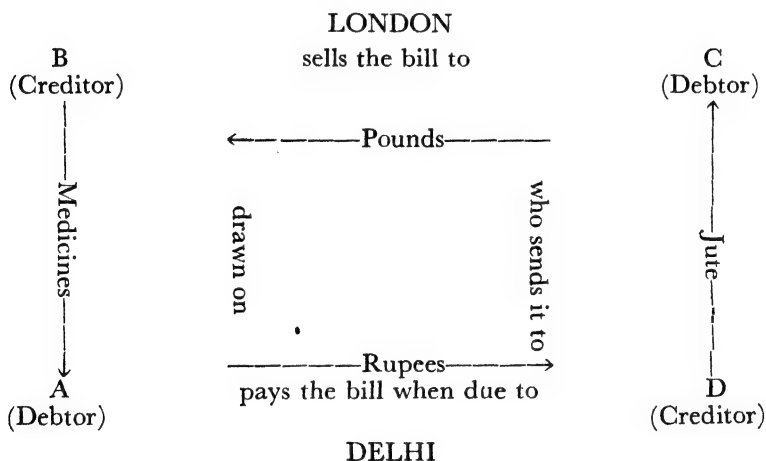 LONDON
B sells the bill to C
(Creditor) (Debtor)
Pounds
Medicines
drawn on
who sends it to
Jute
Rupees
A pays the bill when due to D
(Debtor) (Creditor)
DELHI